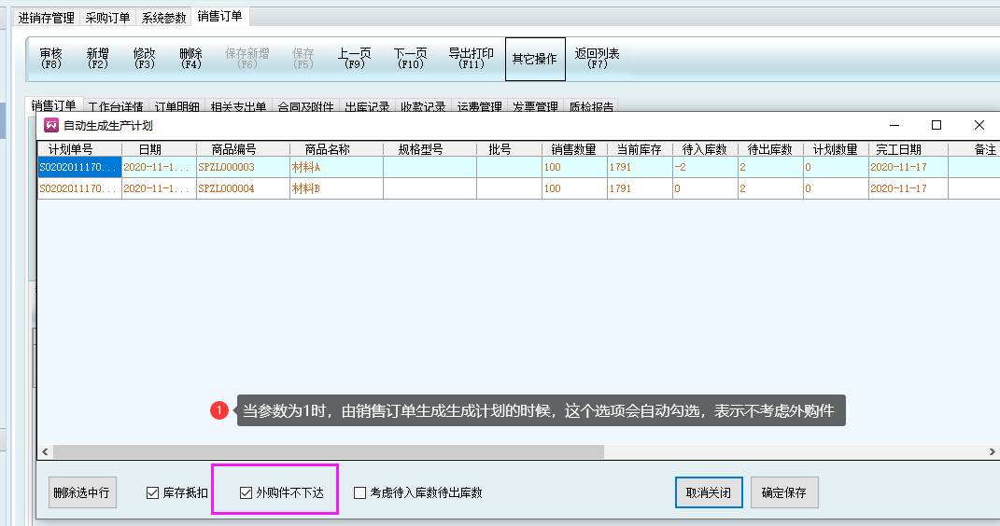 进销存管理 采购订单 系统参数 销售订单
审核 新增 修改 删除 保存新增 保存 上一页 下一页 导出打印 其它操作 返回列表
(F8) (F2) (F3) (F4) (F6) (F5) (F9) (F10) (F11) (F7)
销售订单 工作台详情 订单明细 相关支出单 合同及附件 出库记录 收款记录 运费管理 发票管理 质检报告
自动生成生产计划
计划单号 日期 商品编号 商品名称 规格型号 批号 销售数量 当前库存 待入库数 待出库数 计划数量 完工日期 备注
SO202011170... 2020-11-1... SPZL000003 材料A 100 1791 -2 2 0 2020-11-17
SO202011170... 2020-11-1... SPZL000004 材料B 100 1791 0 2 0 2020-11-17
1 当参数为1时，由销售订单生成生成计划的时候，这个选项会自动勾选，表示不考虑外购件
删除选中行 库存抵扣 外购件不下达 考虑待入库数待出库数 取消关闭 确定保存